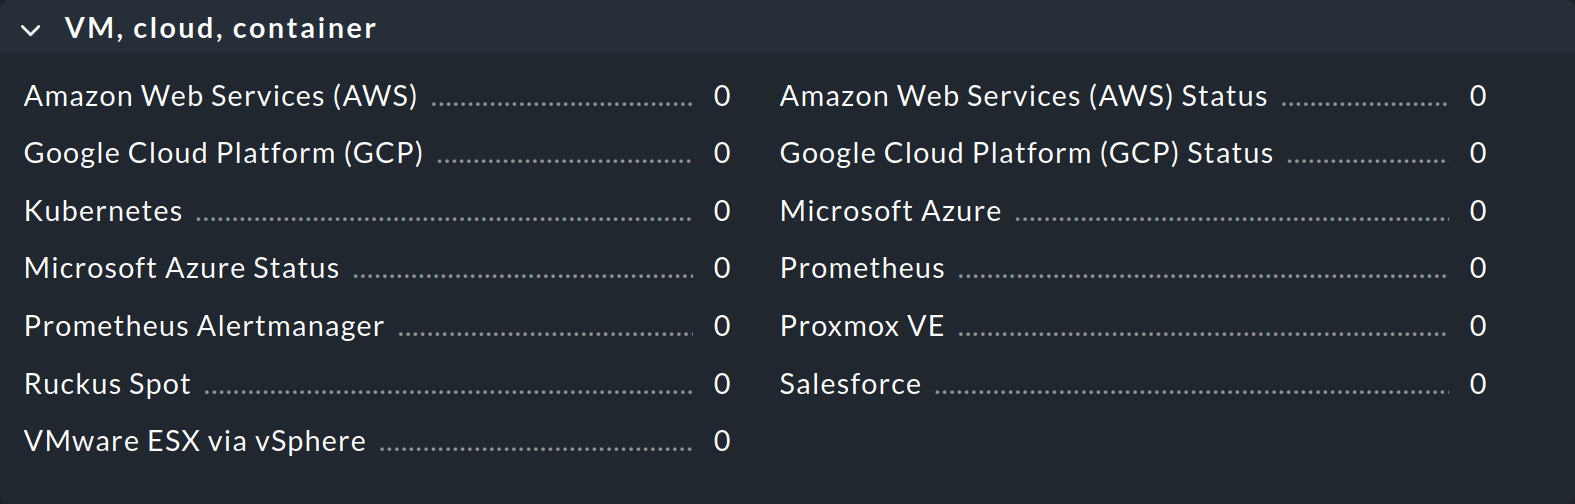 VM, cloud, container
Amazon Web Services (AWS) 0 Amazon Web Services (AWS) Status 0
Google Cloud Platform (GCP) 0 Google Cloud Platform (GCP) Status 0
Kubernetes 0 Microsoft Azure 0
Microsoft Azure Status 0 Prometheus 0
Prometheus Alertmanager 0 Proxmox VE 0
Ruckus Spot 0 Salesforce 0
VMware ESX via vSphere 0